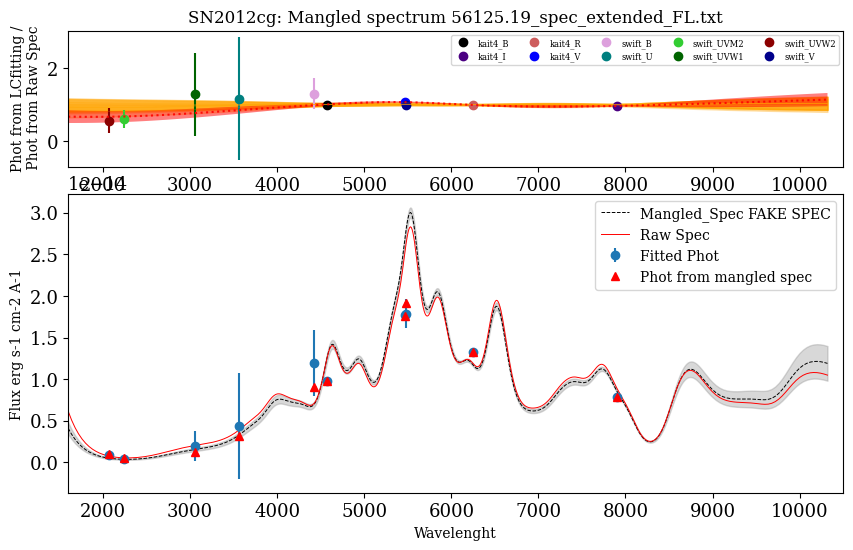 SN2012cg: Mangled spectrum 56125.19_spec_extended_FL.txt
Phot from LCfitting /
Phot from Raw Spec
2
0
kait4_B kait4_R swift_B swift_UVM2 swift_UVW2
kait4_I kait4_V swift_U swift_UVW1 swift_V
2000 3000 4000 5000 6000 7000 8000 9000 10000
1e−14
Flux erg s-1 cm-2 A-1
3.0
2.5
2.0
1.5
1.0
0.5
0.0
Mangled_Spec FAKE SPEC
Raw Spec
Fitted Phot
Phot from mangled spec
2000 3000 4000 5000 6000 7000 8000 9000 10000
Wavelenght